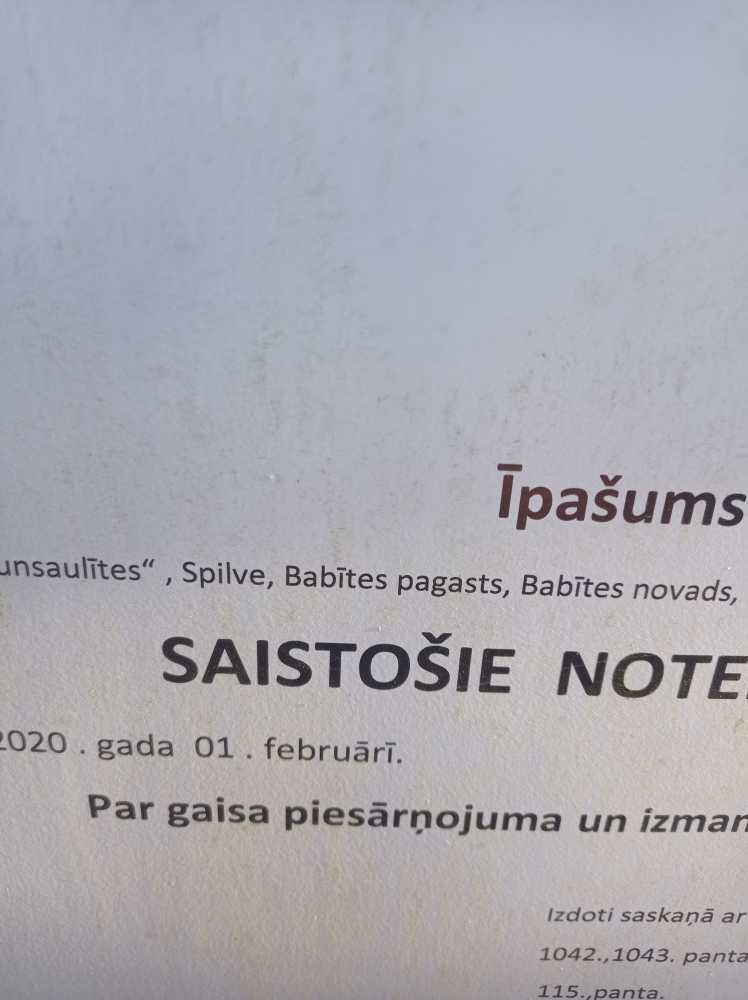 Īpašums
unsaulītes“ , Spilve, Babītes pagasts, Babītes novads,
SAISTOŠIE NOTE
2020 . gada 01 . februārī.
Par gaisa piesārņojuma un izman
Izdoti saskaņā ar
1042.,1043. panta
115.,panta.